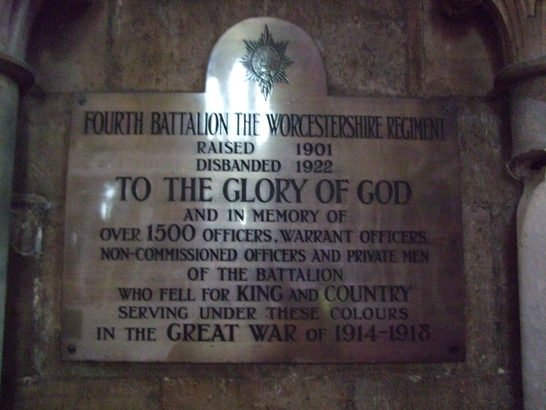 FOURTH BATTALION THE WORCESTERSHIRE REGIMENT
RAISED 1901
DISBANDED 1922
TO THE GLORY OF GOD
AND IN MEMORY OF
OVER 1500 OFFICERS, WARRANT OFFICERS,
NON-COMMISSIONED OFFICERS AND PRIVATE MEN
OF THE BATTALION
WHO FELL FOR KING AND COUNTRY
SERVING UNDER THESE COLOURS
IN THE GREAT WAR OF 1914-1918.